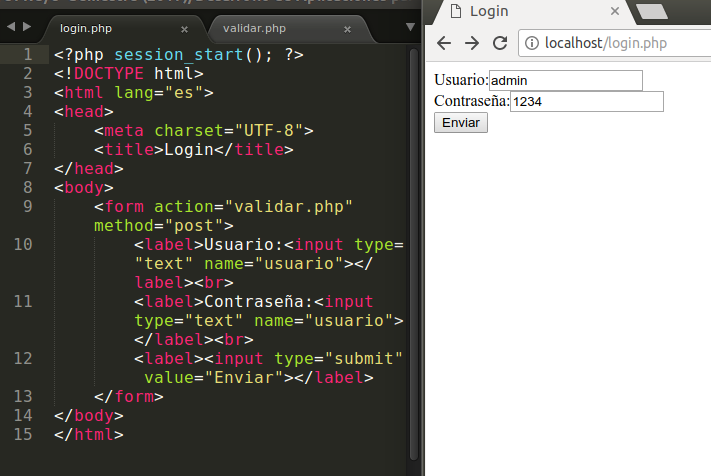 login.php
validar.php
1 <?php session_start(); ?>
2 <!DOCTYPE html>
3 <html lang="es">
4 <head>
5 <meta charset="UTF-8">
6 <title>Login</title>
7 </head>
8 <body>
9 <form action="validar.php"
method="post">
10 <label>Usuario:<input type=
"text" name="usuario"></
label><br>
11 <label>Contraseña:<input
type="text" name="usuario">
</label><br>
12 <label><input type="submit"
value="Enviar"></label>
13 </form>
14 </body>
15 </html>
Login
localhost/login.php
Usuario:admin
Contraseña:1234
Enviar